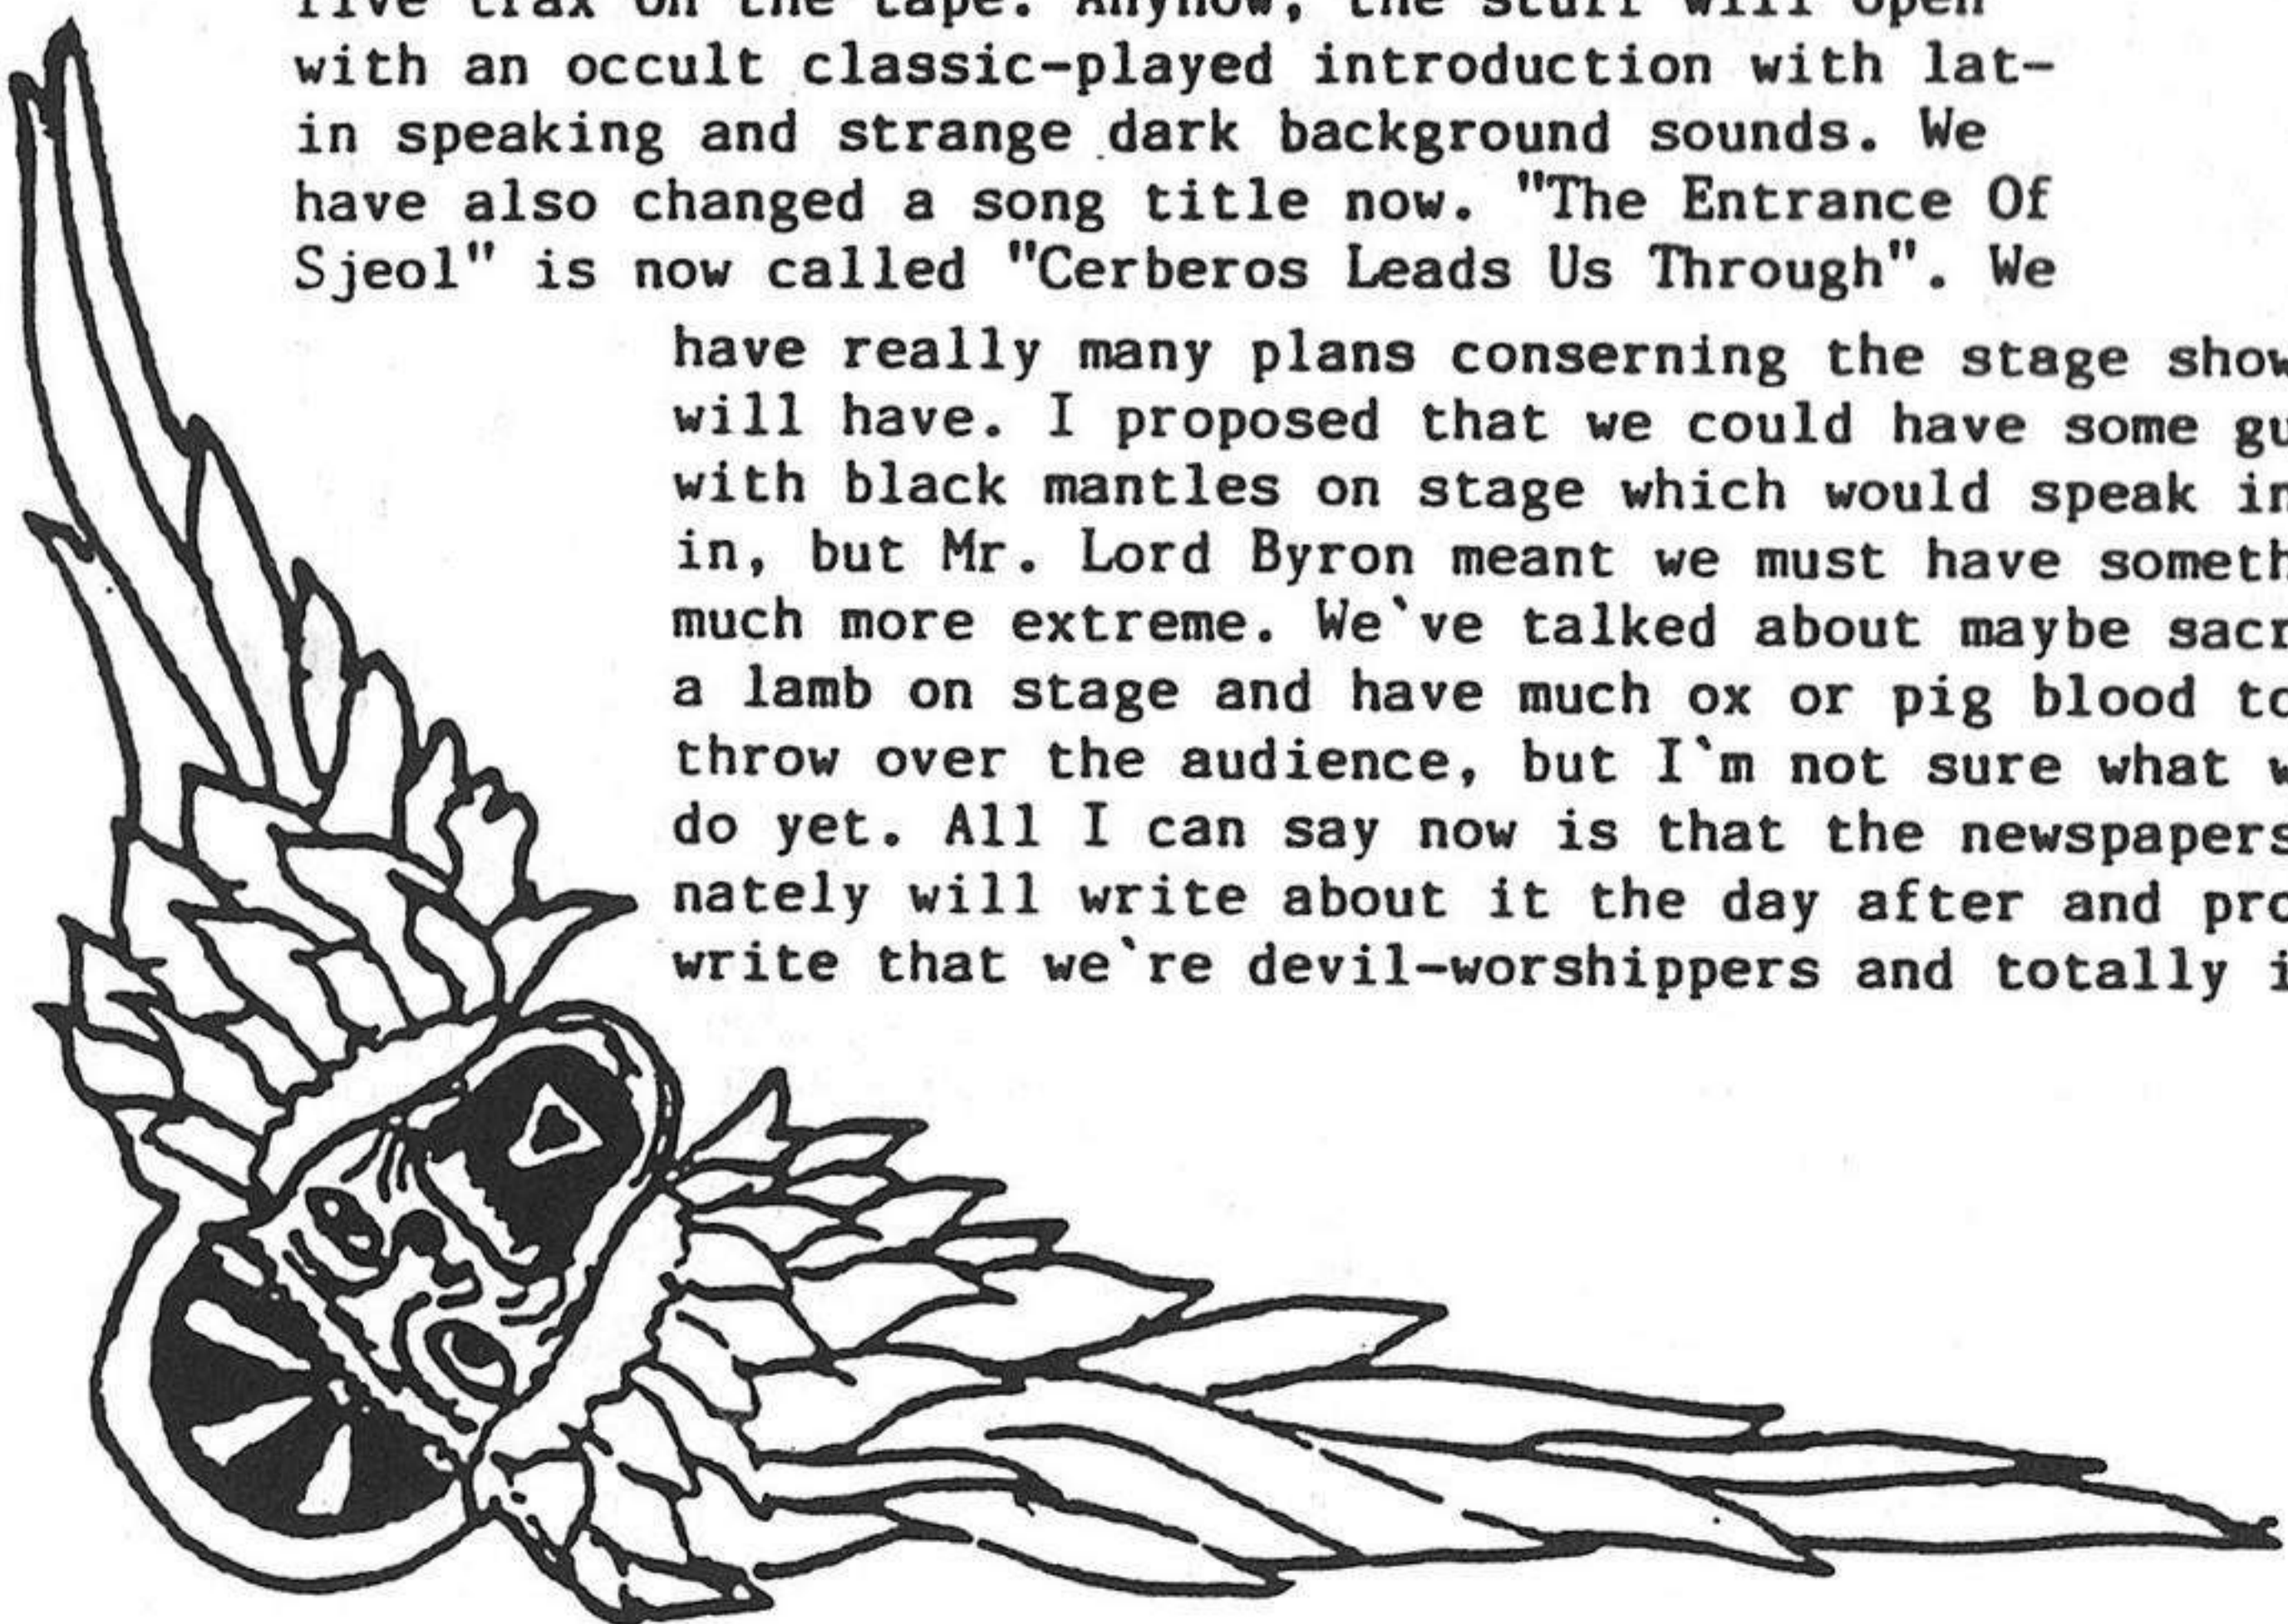 five trax on the tape. Anyhow, the stuff will open
with an occult classic-played introduction with lat-
in speaking and strange dark background sounds. We
have also changed a song title now. "The Entrance Of
Sjeol" is now called "Cerberos Leads Us Through". We
have really many plans conserning the stage show
will have. I proposed that we could have some gu
with black mantles on stage which would speak in
in, but Mr. Lord Byron meant we must have someth
much more extreme. We`ve talked about maybe sacr
a lamb on stage and have much ox or pig blood to
throw over the audience, but I`m not sure what w
do yet. All I can say now is that the newspapers
nately will write about it the day after and pro
write that we`re devil-worshippers and totally i